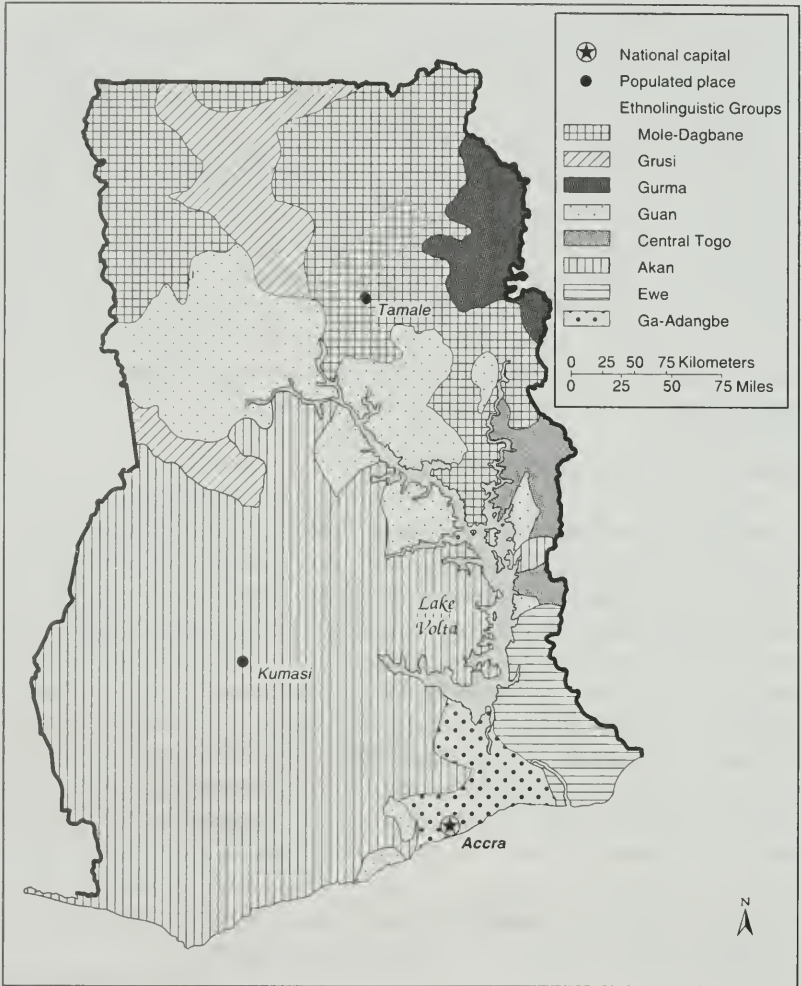 National capital
Populated place
Ethnolinguistic Groups
Mole-Dagbane
Grusi
Gurma
Guan
Central Togo
Akan
Ewe
Ga-Adangbe
0 25 50 75 Kilometers
0 25 50 75 Miles
Tamale
Lake
Volta
Kumasi
Accra
N